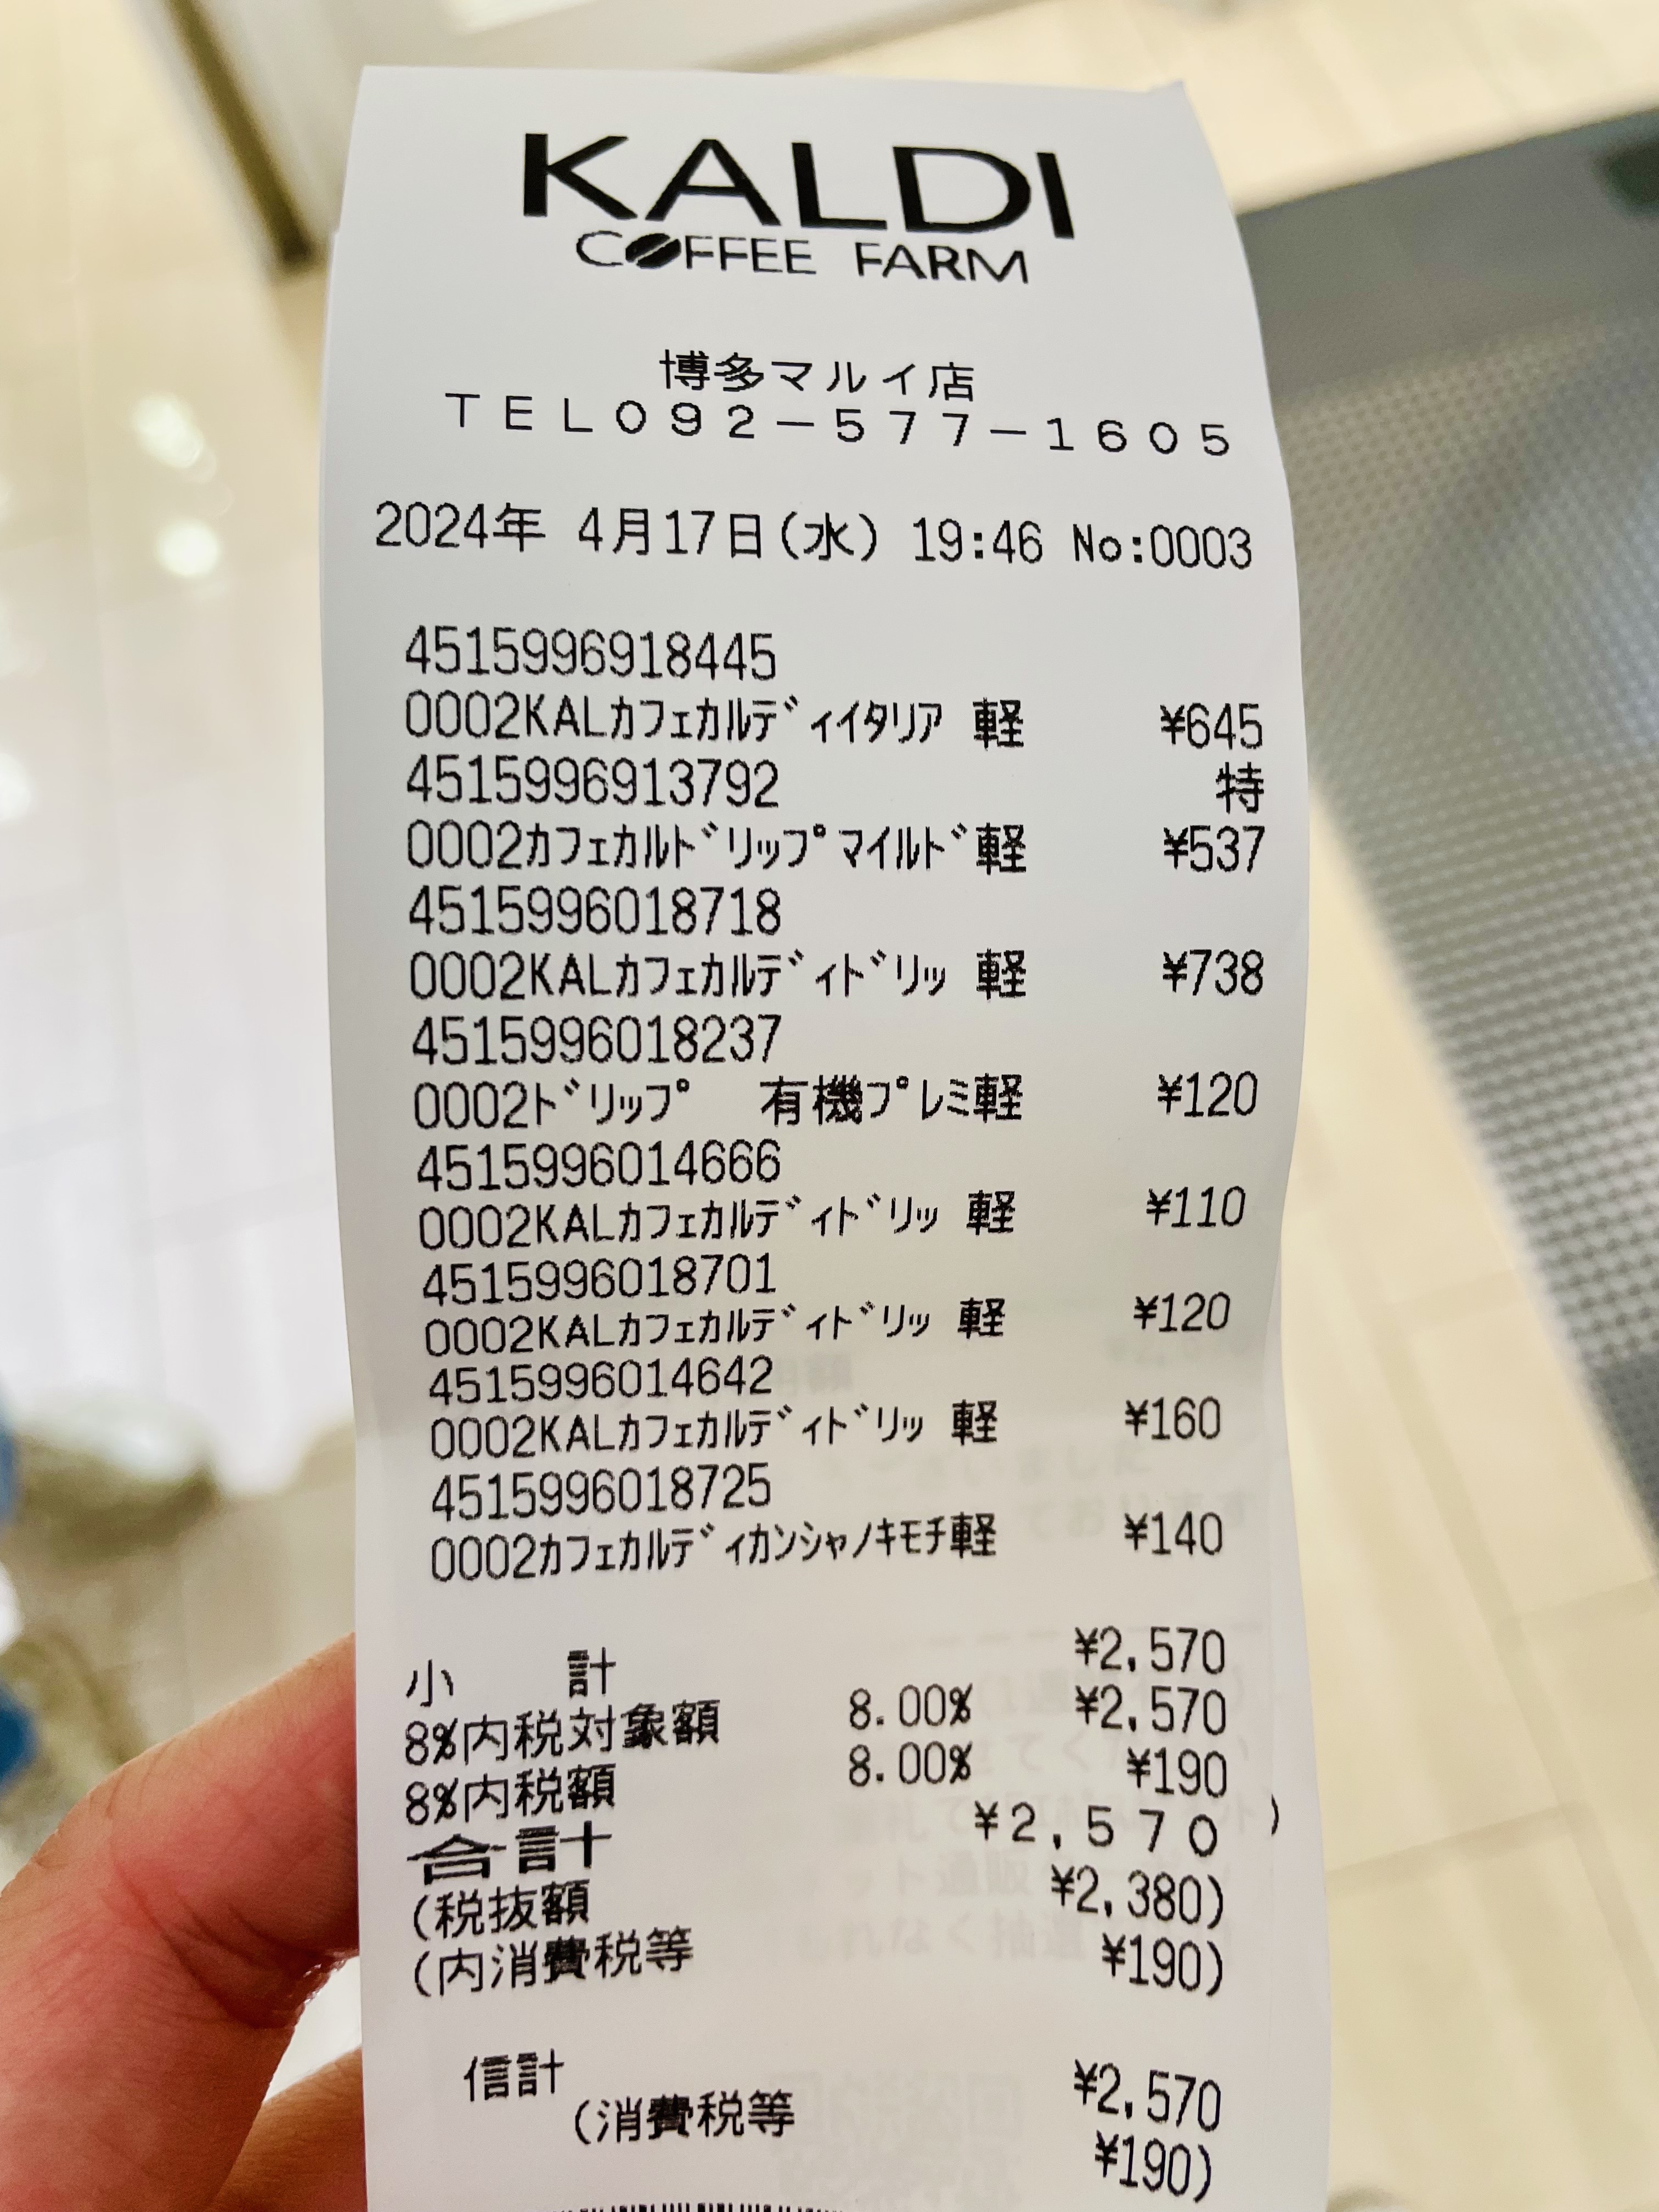 KALDI
COFFEE FARM
博多マルイ店
TEL092-577-1605
2024年 4月17日(水) 19:46 No:0003
4515996918445
0002KALカフェカルディイタリア 軽 ¥645
4515996913792 特
0002カフェカルドリップマイルド軽 ¥537
4515996018718
0002KALカフェカルディドリッ 軽 ¥738
4515996018237
0002ドリップ 有機プレミ軽 ¥120
4515996014666
0002KALカフェカルディドリッ 軽 ¥110
4515996018701
0002KALカフェカルディドリッ 軽 ¥120
4515996014642
0002KALカフェカルディドリッ 軽 ¥160
4515996018725
0002カフェカルディカンシャノキモチ軽 ¥140
小 計 ¥2,570
8%内税対象額 8.00% ¥2,570
8%内税額 8.00% ¥190
合計 ¥2,570
(税抜額 ¥2,380)
(内消費税等 ¥190)
信計 ¥2,570
(消費税等 ¥190)